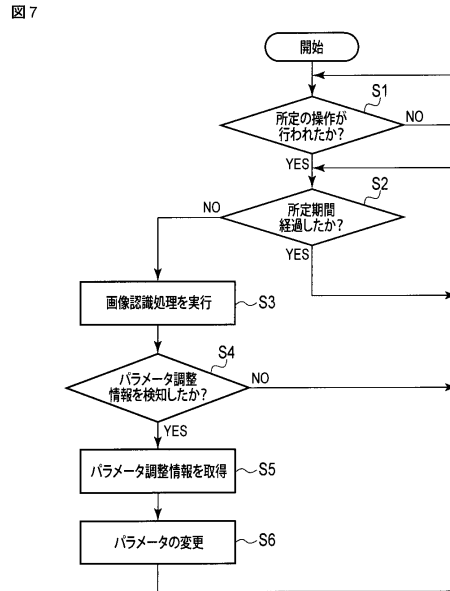 図7
開始
S1
所定の操作が
行われたか?
NO
YES
S2
所定期間
経過したか?
NO
YES
画像認識処理を実行
S3
S4
パラメータ調整
情報を検知したか?
NO
YES
パラメータ調整情報を取得
S5
パラメータの変更
S6